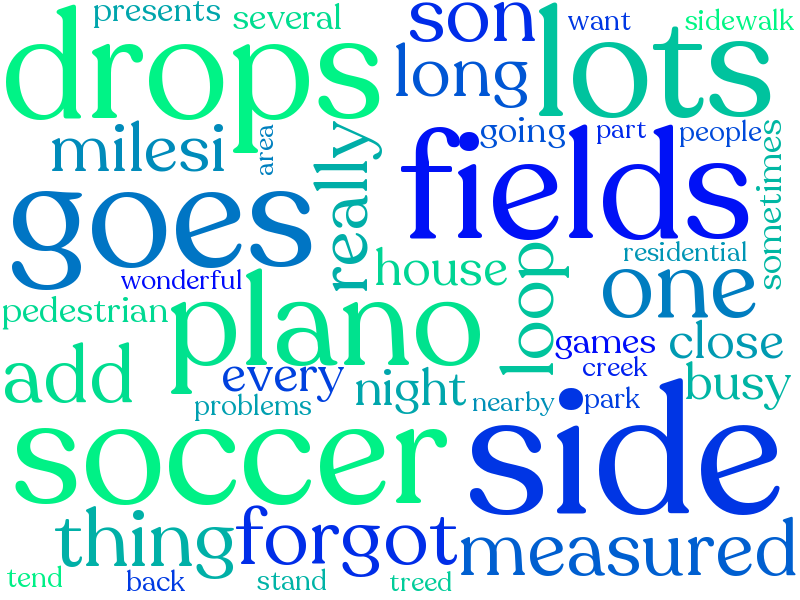 presents several son want sidewalk
drops long lots
milesi area really going part people sometimes
goes fields
wonderful house loop residential
pedestrian plano one
add every night games close
problems nearby creek park busy
soccer side
thing forgot measured
tend back stand treed